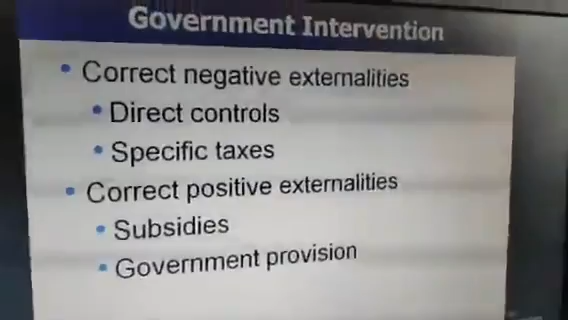 Government Intervention
• Correct negative externalities
• Direct controls
• Specific taxes
• Correct positive externalities
• Subsidies
• Government provision